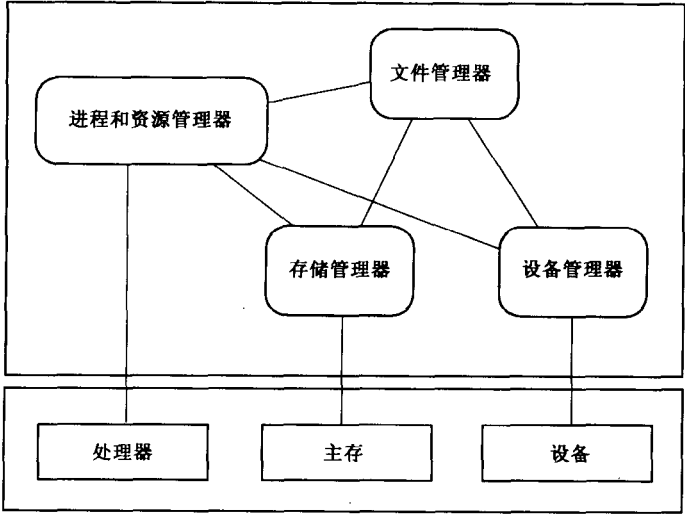 文件管理器
进程和资源管理器
存储管理器
设备管理器
处理器
主存
设备